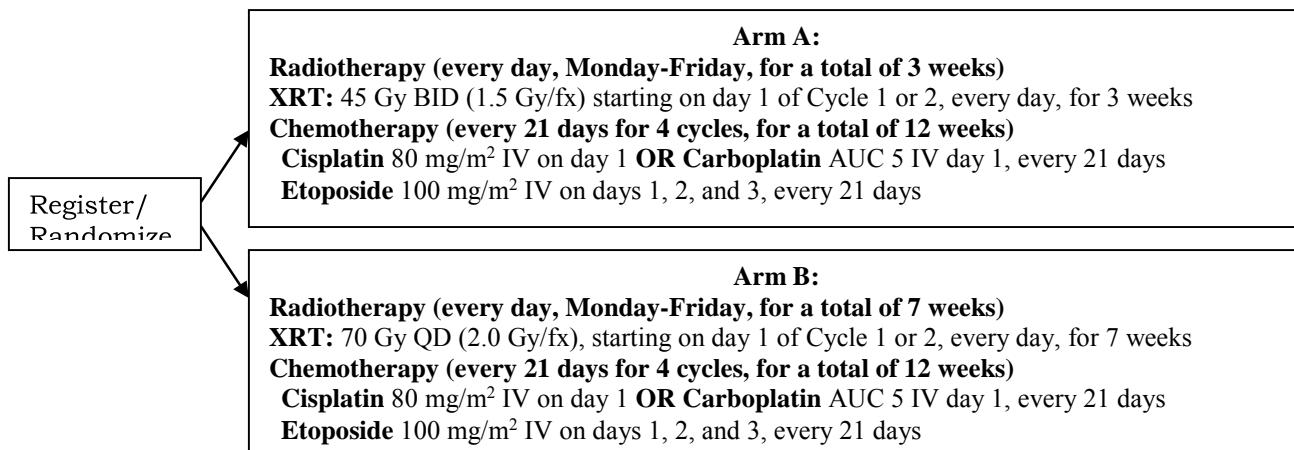 Arm A:
Radiotherapy (every day, Monday-Friday, for a total of 3 weeks)
XRT: 45 Gy BID (1.5 Gy/fx) starting on day 1 of Cycle 1 or 2, every day, for 3 weeks
Chemotherapy (every 21 days for 4 cycles, for a total of 12 weeks)
Cisplatin 80 mg/m² IV on day 1 OR Carboplatin AUC 5 IV day 1, every 21 days
Etoposide 100 mg/m² IV on days 1, 2, and 3, every 21 days
Register/
Randomize
Arm B:
Radiotherapy (every day, Monday-Friday, for a total of 7 weeks)
XRT: 70 Gy QD (2.0 Gy/fx), starting on day 1 of Cycle 1 or 2, every day, for 7 weeks
Chemotherapy (every 21 days for 4 cycles, for a total of 12 weeks)
Cisplatin 80 mg/m² IV on day 1 OR Carboplatin AUC 5 IV day 1, every 21 days
Etoposide 100 mg/m² IV on days 1, 2, and 3, every 21 days